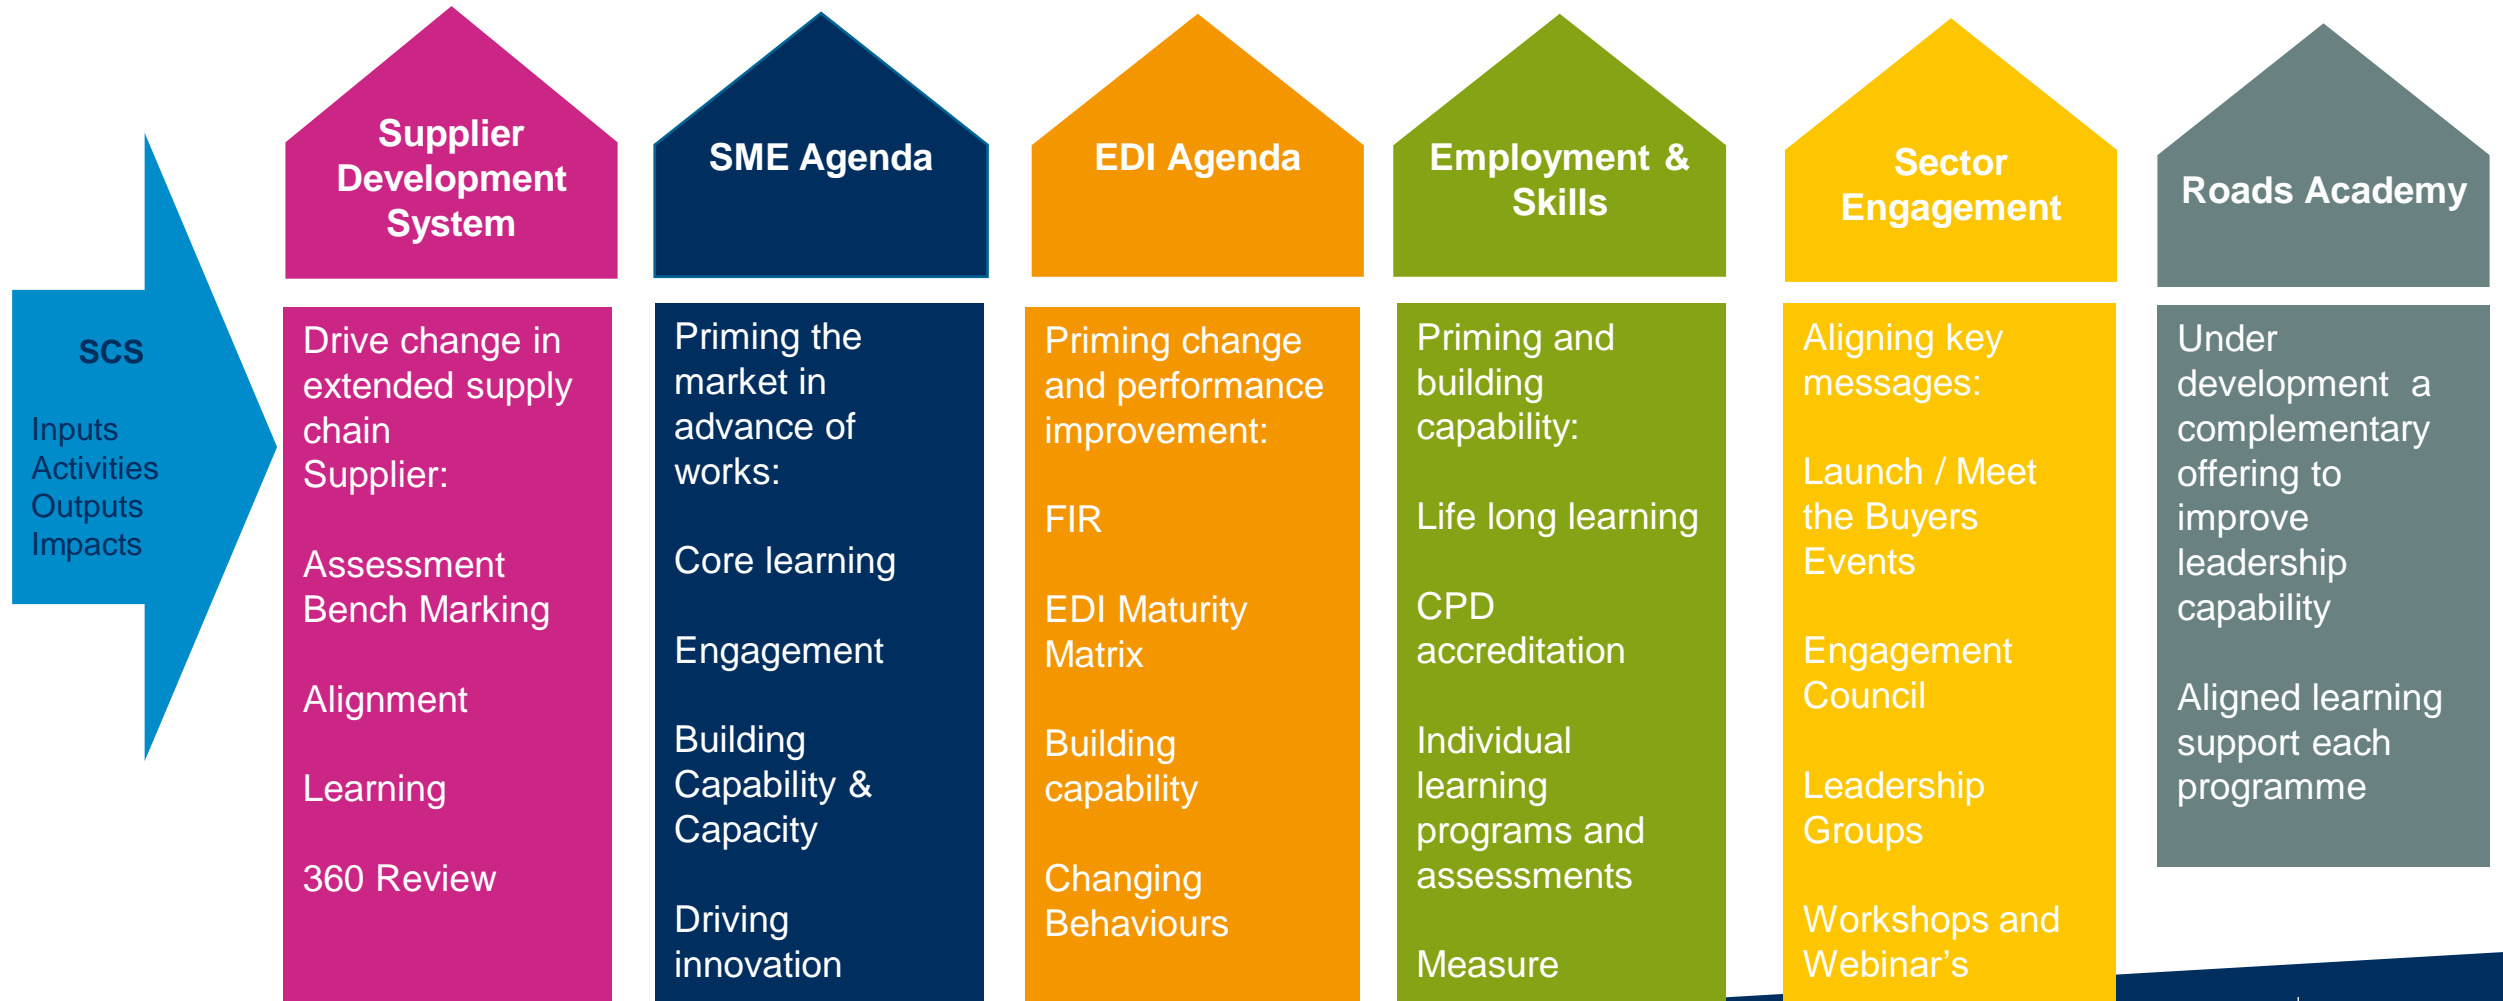 SCS
Inputs
Activities
Outputs
Impacts
Supplier
Development
System
Drive change in
extended supply
chain
Supplier:
Assessment
Bench Marking
Alignment
Learning
360 Review
SME Agenda
Priming the
market in
advance of
works:
Core learning
Engagement
Building
Capability &
Capacity
Driving
innovation
EDI Agenda
Priming change
and performance
improvement:
FIR
EDI Maturity
Matrix
Building
capability
Changing
Behaviours
Employment &
Skills
Priming and
building
capability:
Life long learning
CPD
accreditation
Individual
learning
programs and
assessments
Measure
Sector
Engagement
Aligning key
messages:
Launch / Meet
the Buyers
Events
Engagement
Council
Leadership
Groups
Workshops and
Webinar’s
Roads Academy
Under
development a
complementary
offering to
improve
leadership
capability
Aligned learning
support each
programme